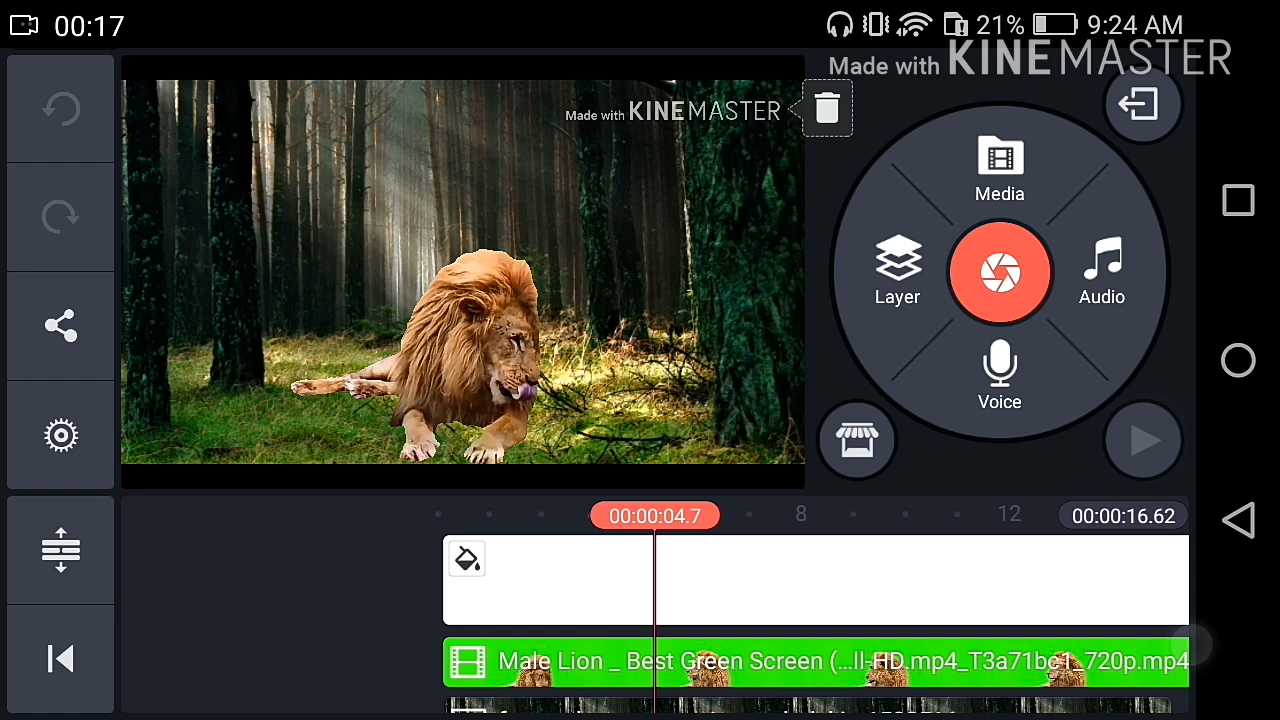 00:17
21%
9:24 AM
Made with KINEMASTER
Made with KINEMASTER
Media
Layer
Audio
Voice
00:00:04.7
8
12
00:00:16.62
Male Lion _ Best Green Screen (...ll-HD.mp4_T3a71bc1_720p.mp4